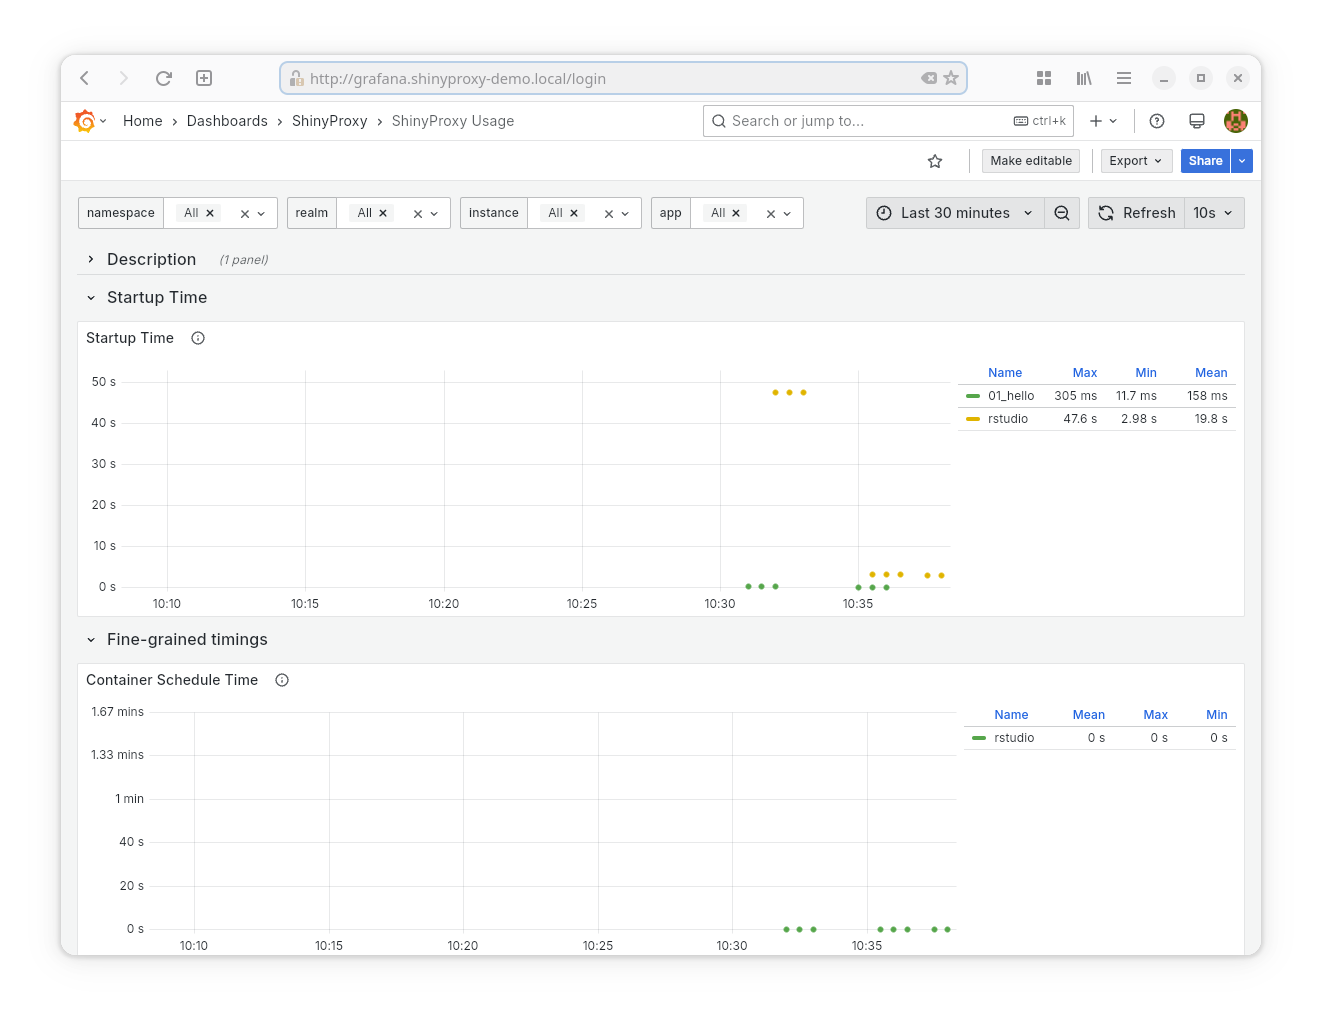 http://grafana.shinyproxy-demo.local/login
Home › Dashboards › ShinyProxy › ShinyProxy Usage
Search or jump to... ctrl+k
Make editable Export Share
namespace All realm All instance All app All Last 30 minutes Refresh 10s
Description (1 panel)
Startup Time
Startup Time
Name Max Min Mean
01_hello 305 ms 11.7 ms 158 ms
rstudio 47.6 s 2.98 s 19.8 s
50 s
40 s
30 s
20 s
10 s
0 s
10:10 10:15 10:20 10:25 10:30 10:35
Fine-grained timings
Container Schedule Time
Name Mean Max Min
rstudio 0 s 0 s 0 s
1.67 mins
1.33 mins
1 min
40 s
20 s
0 s
10:10 10:15 10:20 10:25 10:30 10:35